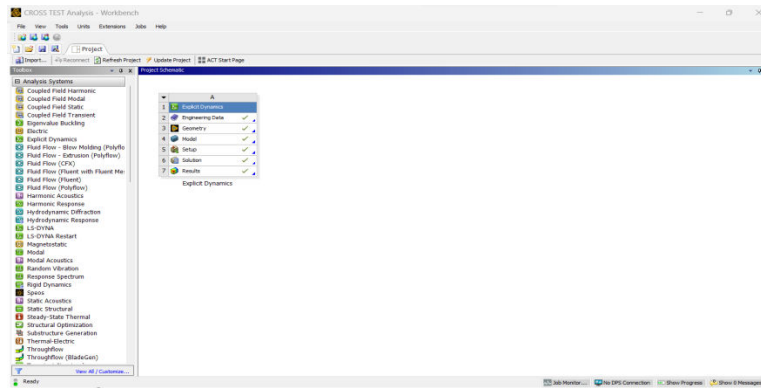 CROSS TEST Analysis - Workbench
File View Tools Units Extensions Jobs Help
Project
Import... Reconnect Refresh Project Update Project ACT Start Page
Toolbox
Project Schematic
Analysis Systems
Coupled Field Harmonic
Coupled Field Modal
Coupled Field Static
Coupled Field Transient
Eigenvalue Buckling
Electric
Explicit Dynamics
Fluid Flow - Blow Molding (Polyflo
Fluid Flow - Extrusion (Polyflow)
Fluid Flow (CFX)
Fluid Flow (Fluent with Fluent Me
Fluid Flow (Fluent)
Fluid Flow (Polyflow)
Harmonic Acoustics
Harmonic Response
Hydrodynamic Diffraction
Hydrodynamic Response
LS-DYNA
LS-DYNA Restart
Magnetostatic
Modal
Modal Acoustics
Random Vibration
Response Spectrum
Rigid Dynamics
Speos
Static Acoustics
Static Structural
Steady-State Thermal
Structural Optimization
Substructure Generation
Thermal-Electric
Throughflow
Throughflow (BladeGen)
View All / Customize...
A
1 Explicit Dynamics
2 Engineering Data
3 Geometry
4 Model
5 Setup
6 Solution
7 Results
Explicit Dynamics
Ready
Job Monitor... No DPS Connection Show Progress Show 0 Messages